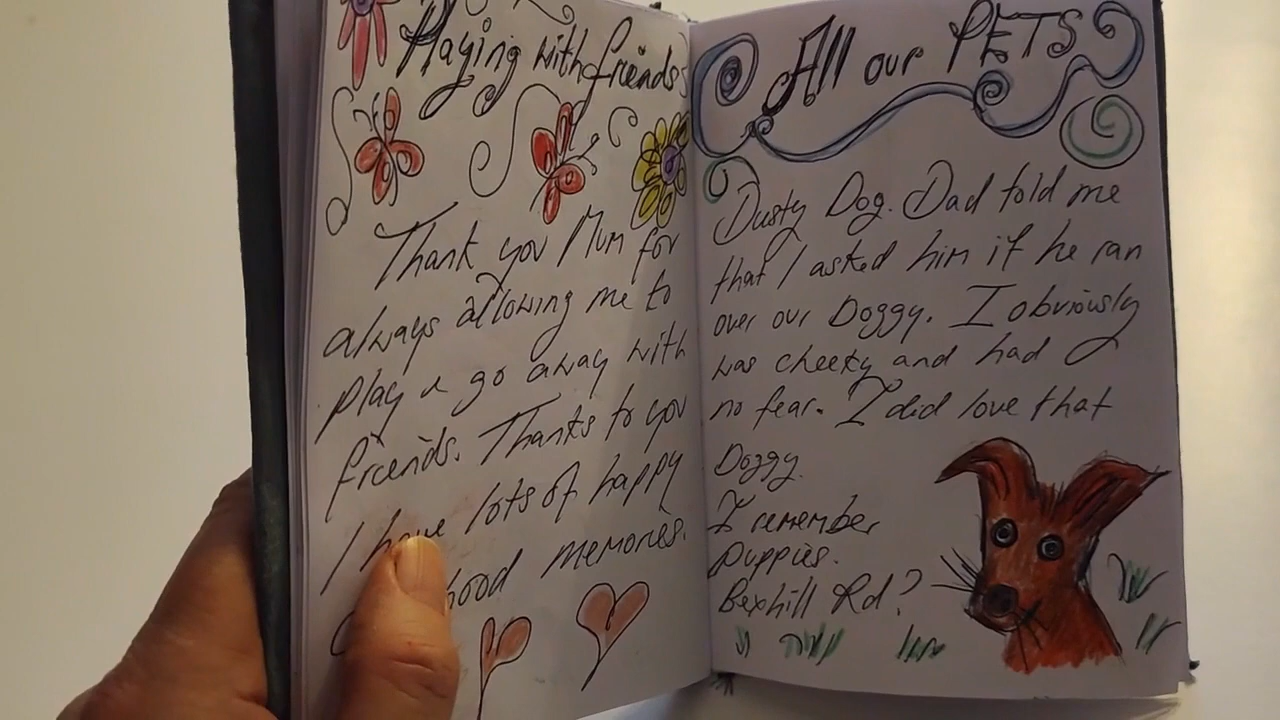 Playing with friends
Thank you Mum for
always allowing me to
play & go away with
friends. Thanks to you
I have lots of happy
hood memories.
All our PETS
Dusty Dog. Dad told me
that I asked him if he ran
over our Doggy. I obviously
was cheeky and had
no fear. I did love that
Doggy.
I remember
puppies.
Bexhill Rd?